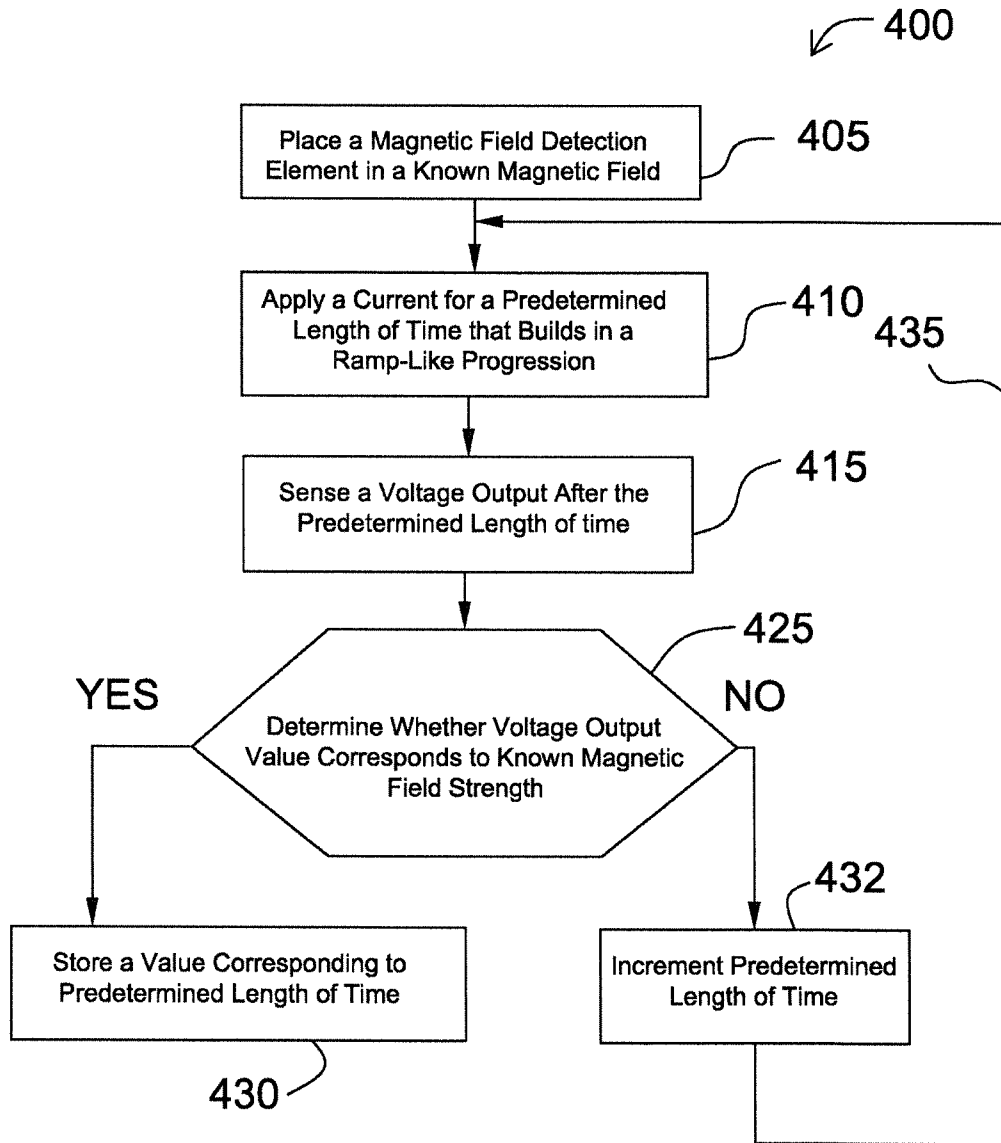 400
Place a Magnetic Field Detection
Element in a Known Magnetic Field
405
Apply a Current for a Predetermined
Length of Time that Builds in a
Ramp-Like Progression
410
435
Sense a Voltage Output After the
Predetermined Length of time
415
425
YES
NO
Determine Whether Voltage Output
Value Corresponds to Known Magnetic
Field Strength
432
Store a Value Corresponding to
Predetermined Length of Time
430
Increment Predetermined
Length of Time